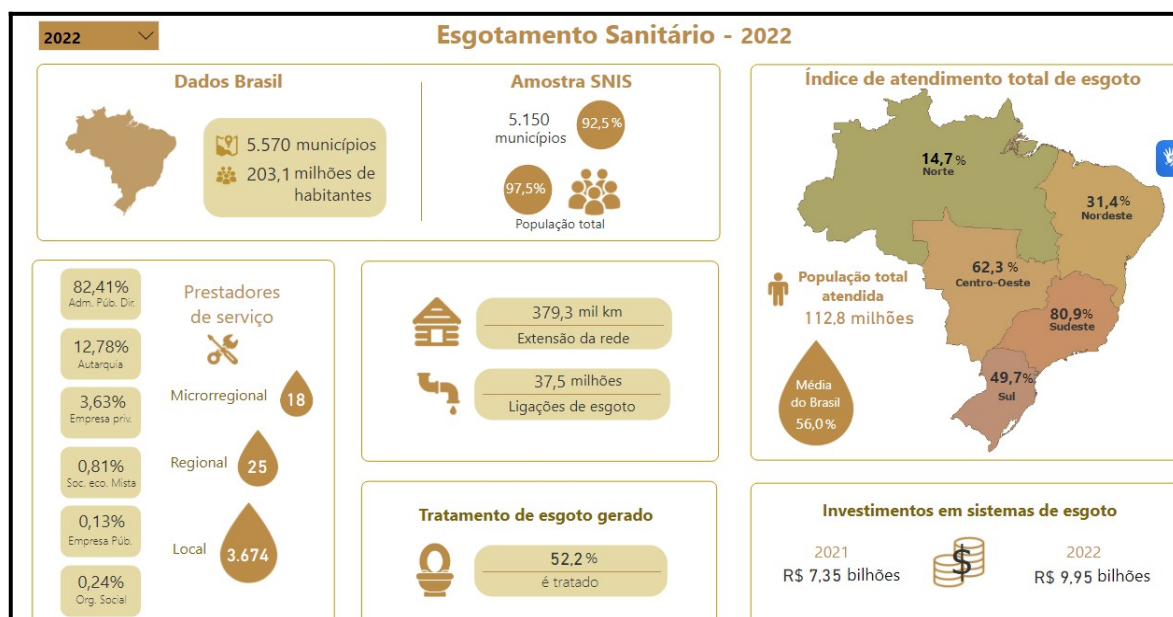 2022
Esgotamento Sanitário - 2022
Dados Brasil
5.570 municípios
203,1 milhões de
habitantes
Amostra SNIS
5.150
municípios
92,5%
97,5%
População total
Índice de atendimento total de esgoto
14,7%
Norte
31,4%
Nordeste
62,3 %
Centro-Oeste
80,9%
Sudeste
49,7%
Sul
População total
atendida
112,8 milhões
Média
do Brasil
56,0%
82,41%
Adm. Púb. Dir.
12,78%
Autarquia
3,63%
Empresa priv.
0,81%
Soc. eco. Mista
0,13%
Empresa Púb.
0,24%
Org. Social
Prestadores
de serviço
Microrregional
18
Regional
25
Local
3.674
379,3 mil km
Extensão da rede
37,5 milhões
Ligações de esgoto
Tratamento de esgoto gerado
52,2 %
é tratado
Investimentos em sistemas de esgoto
2021
R$ 7,35 bilhões
$
2022
R$ 9,95 bilhões